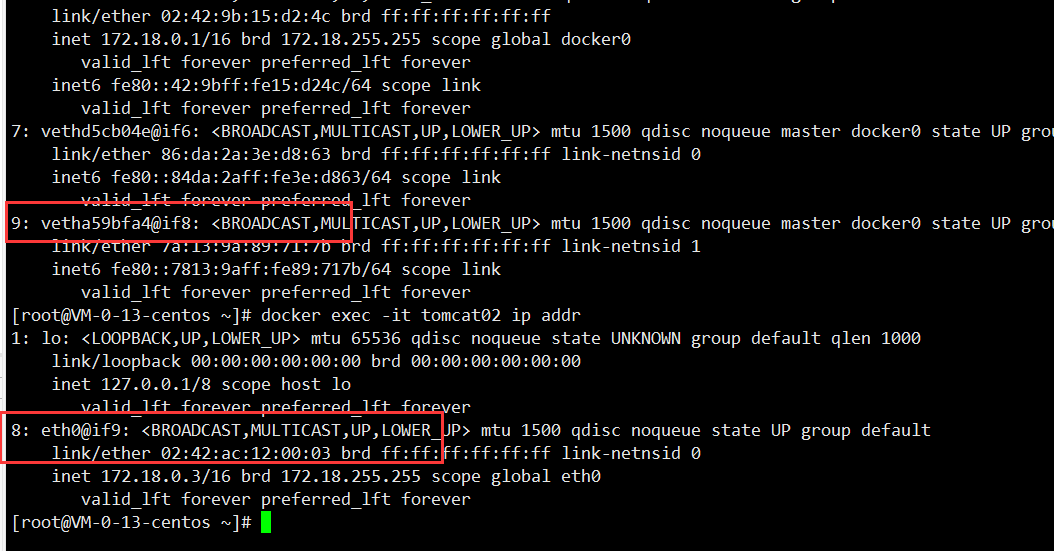 link/ether 02:42:9b:15:d2:4c brd ff:ff:ff:ff:ff:ff
    inet 172.18.0.1/16 brd 172.18.255.255 scope global docker0
       valid_lft forever preferred_lft forever
    inet6 fe80::42:9bff:fe15:d24c/64 scope link
       valid_lft forever preferred_lft forever
7: vethd5cb04e@if6: <BROADCAST,MULTICAST,UP,LOWER_UP> mtu 1500 qdisc noqueue master docker0 state UP grou
    link/ether 86:da:2a:3e:d8:63 brd ff:ff:ff:ff:ff:ff link-netnsid 0
    inet6 fe80::84da:2aff:fe3e:d863/64 scope link
       valid_lft forever preferred_lft forever
9: vetha59bfa4@if8: <BROADCAST,MULTICAST,UP,LOWER_UP> mtu 1500 qdisc noqueue master docker0 state UP grou
    link/ether 7a:13:9a:89:71:7b brd ff:ff:ff:ff:ff:ff link-netnsid 1
    inet6 fe80::7813:9aff:fe89:717b/64 scope link
       valid_lft forever preferred_lft forever
[root@VM-0-13-centos ~]# docker exec -it tomcat02 ip addr
1: lo: <LOOPBACK,UP,LOWER_UP> mtu 65536 qdisc noqueue state UNKNOWN group default qlen 1000
    link/loopback 00:00:00:00:00:00 brd 00:00:00:00:00:00
    inet 127.0.0.1/8 scope host lo
       valid_lft forever preferred_lft forever
8: eth0@if9: <BROADCAST,MULTICAST,UP,LOWER_UP> mtu 1500 qdisc noqueue state UP group default
    link/ether 02:42:ac:12:00:03 brd ff:ff:ff:ff:ff:ff link-netnsid 0
    inet 172.18.0.3/16 brd 172.18.255.255 scope global eth0
       valid_lft forever preferred_lft forever
[root@VM-0-13-centos ~]#